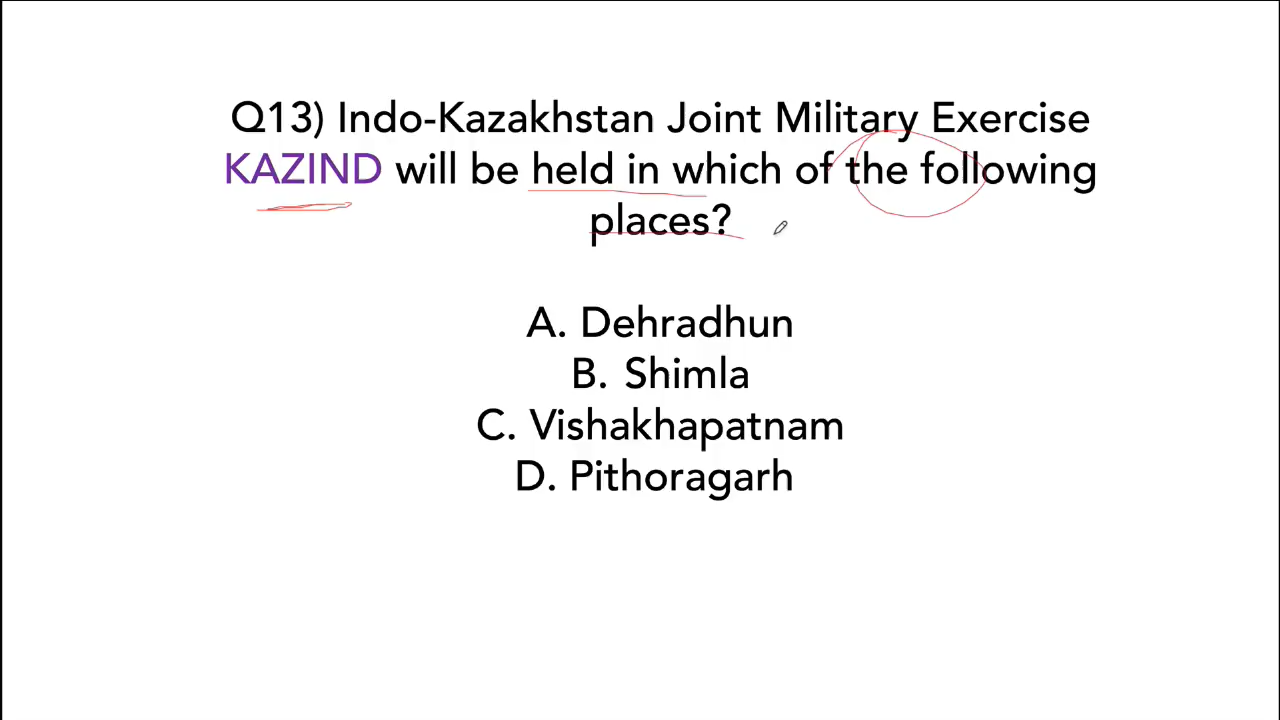 Q13) Indo-Kazakhstan Joint Military Exercise
KAZIND will be held in which of the following
places?
A. Dehradhun
B. Shimla
C. Vishakhapatnam
D. Pithoragarh